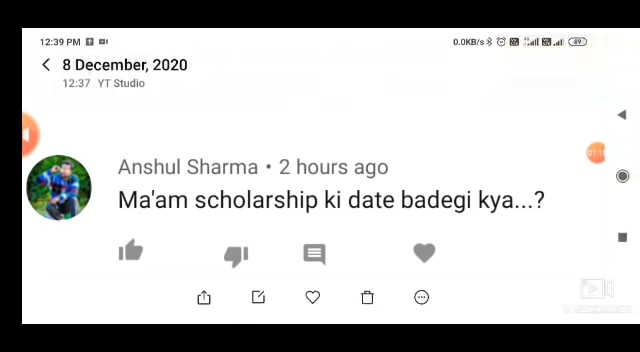 12:39 PM 0.0KB/s 89
8 December, 2020
12:37 YT Studio
Anshul Sharma • 2 hours ago
Ma'am scholarship ki date badegi kya...?